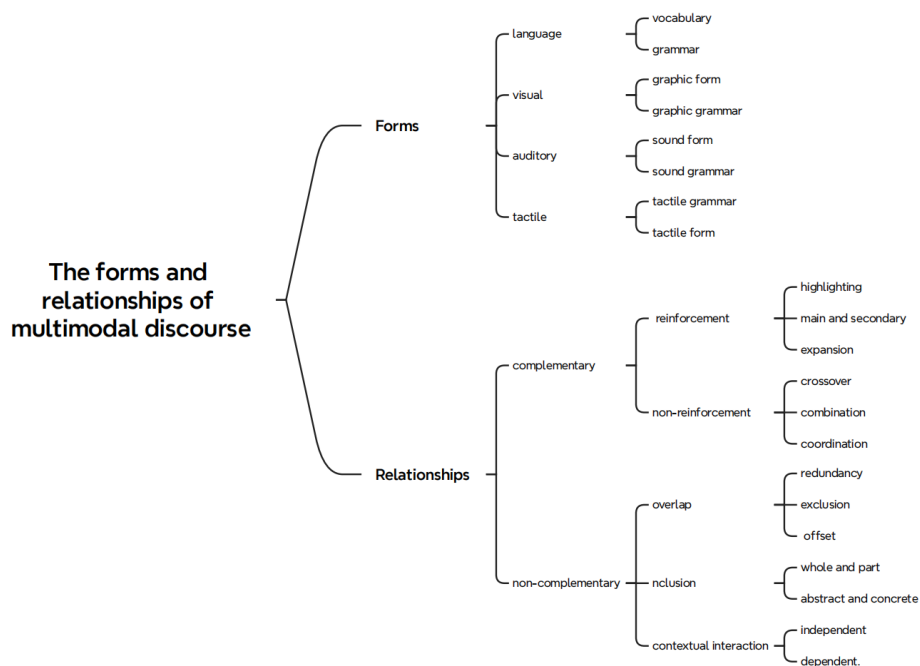 The forms and
relationships of
multimodal discourse
Forms
language
vocabulary
grammar
visual
graphic form
graphic grammar
auditory
sound form
sound grammar
tactile
tactile grammar
tactile form
Relationships
complementary
reinforcement
highlighting
main and secondary
expansion
non-reinforcement
crossover
combination
coordination
non-complementary
overlap
redundancy
exclusion
offset
nclusion
whole and part
abstract and concrete
contextual interaction
independent
dependent.